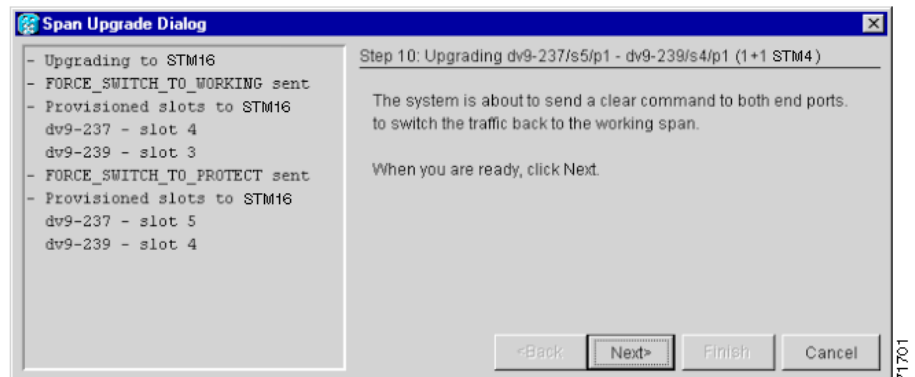 Span Upgrade Dialog
- Upgrading to STM16
- FORCE_SWITCH_TO_WORKING sent
- Provisioned slots to STM16
dv9-237 - slot 4
dv9-239 - slot 3
- FORCE_SWITCH_TO_PROTECT sent
- Provisioned slots to STM16
dv9-237 - slot 5
dv9-239 - slot 4
Step 10: Upgrading dv9-237/s5/p1 - dv9-239/s4/p1 (1+1 STM4)
The system is about to send a clear command to both end ports.
to switch the traffic back to the working span.
When you are ready, click Next.
<Back Next> Finish Cancel
71701